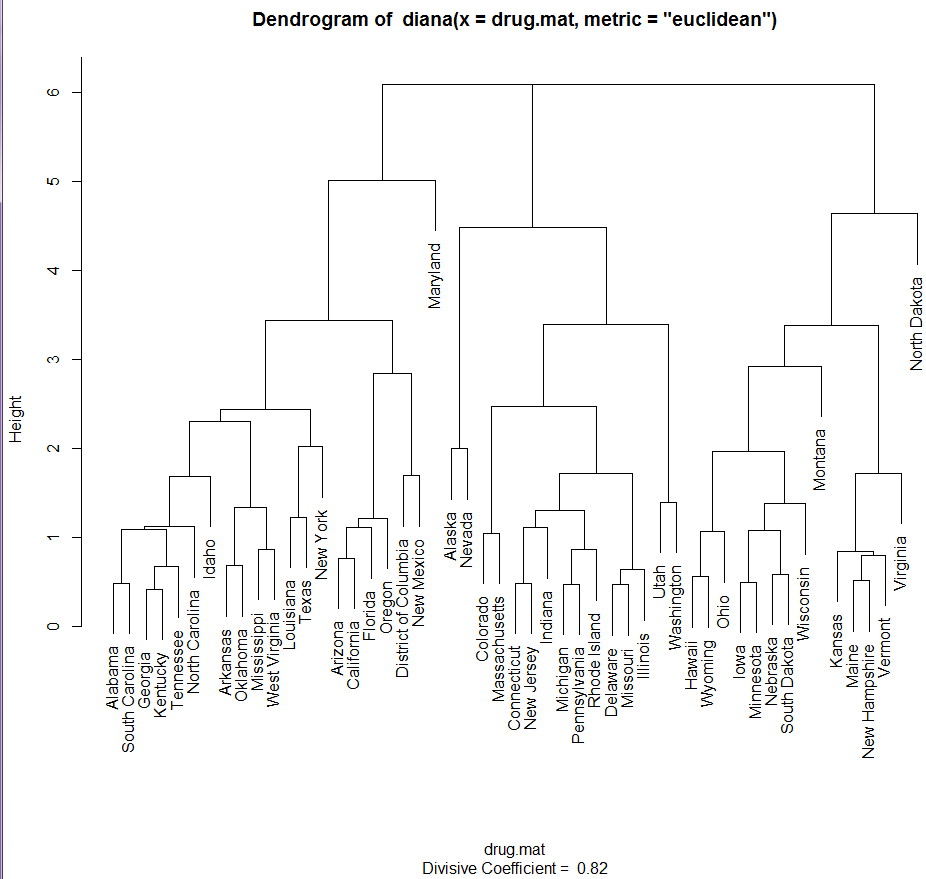 Dendrogram of  diana(x = drug.mat, metric = "euclidean")
Height
6
5
4
3
2
1
0
Alabama
South Carolina
Georgia
Kentucky
Tennessee
North Carolina
Idaho
Arkansas
Oklahoma
Mississippi
West Virginia
Louisiana
Texas
New York
Arizona
California
Florida
Oregon
District of Columbia
New Mexico
Maryland
Alaska
Nevada
Colorado
Massachusetts
Connecticut
New Jersey
Indiana
Michigan
Pennsylvania
Rhode Island
Delaware
Missouri
Illinois
Utah
Washington
Hawaii
Wyoming
Ohio
Iowa
Minnesota
Nebraska
South Dakota
Wisconsin
Montana
Kansas
Maine
New Hampshire
Vermont
Virginia
North Dakota
drug.mat
Divisive Coefficient =  0.82